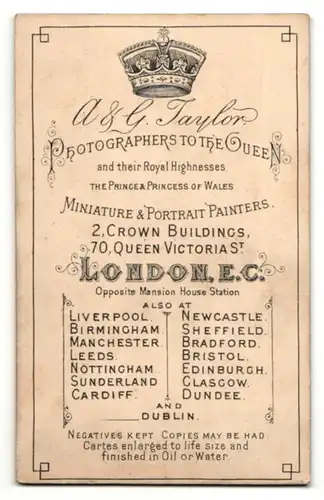 A & G. Taylor
PHOTOGRAPHERS TO THE QUEEN
and their Royal Highnesses
THE PRINCE & PRINCESS OF WALES
MINIATURE & PORTRAIT PAINTERS,
2, CROWN BUILDINGS,
70, QUEEN VICTORIA ST
LONDON, E.C.
Opposite Mansion House Station
ALSO AT
LIVERPOOL. NEWCASTLE.
BIRMINGHAM. SHEFFIELD.
MANCHESTER. BRADFORD.
LEEDS. BRISTOL.
NOTTINGHAM. EDINBURGH.
SUNDERLAND GLASGOW.
CARDIFF. DUNDEE.
AND
DUBLIN.
NEGATIVES KEPT. COPIES MAY BE HAD
Cartes enlarged to life size and
finished in Oil or Water.